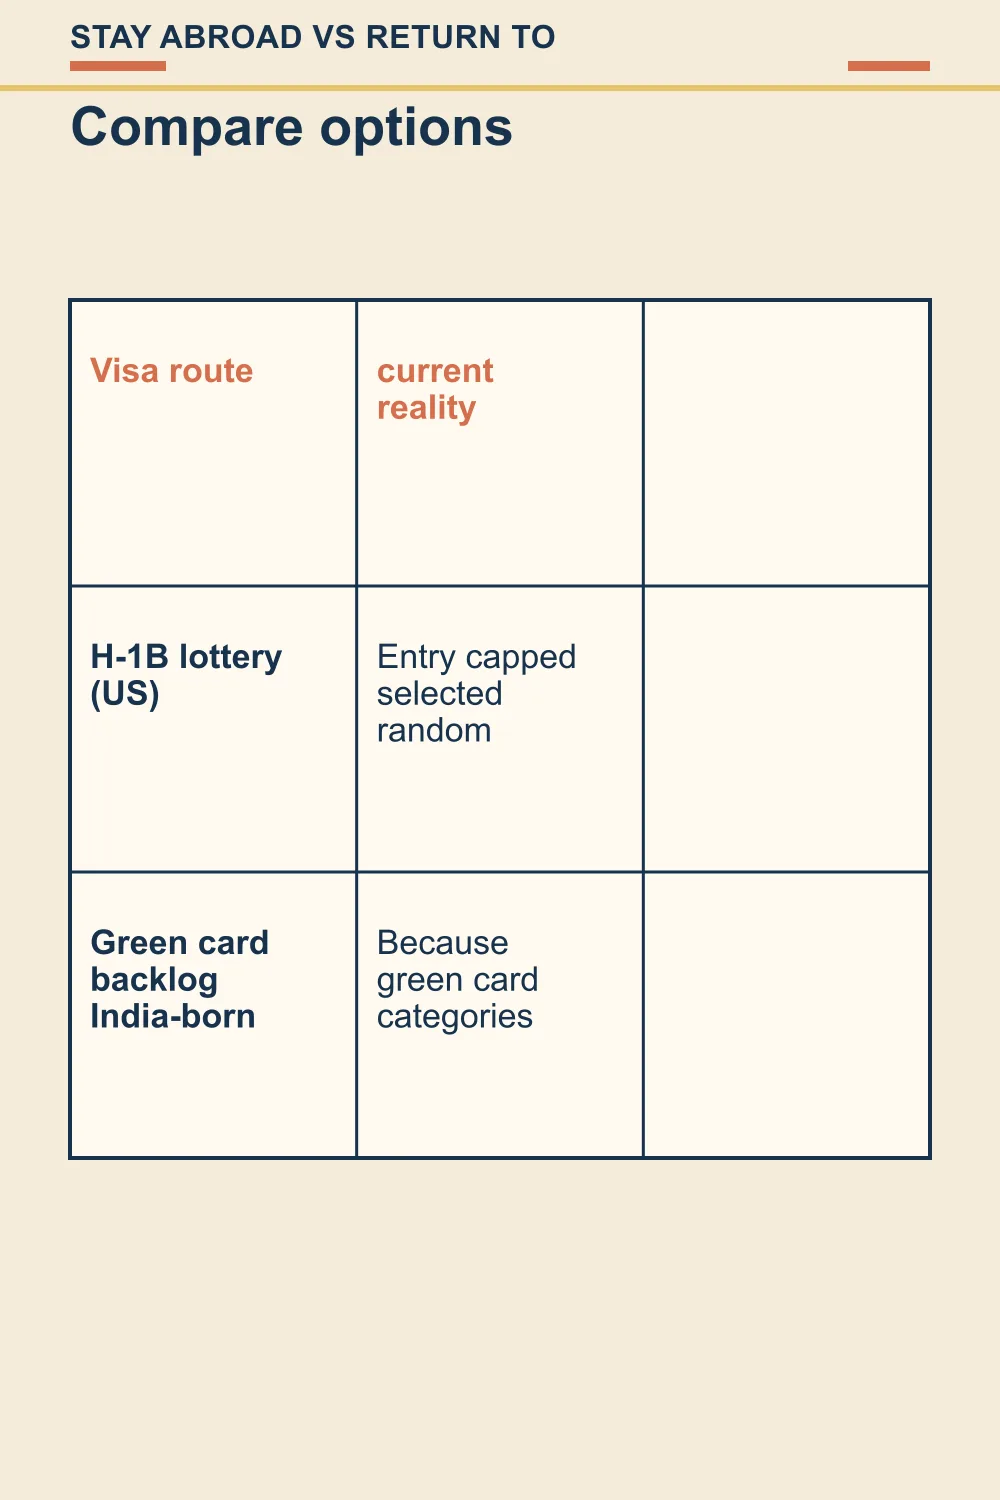 STAY ABROAD VS RETURN TO
Compare options
Visa route
current
reality
H-1B lottery
(US)
Entry capped
selected
random
Green card
backlog
India-born
Because
green card
categories